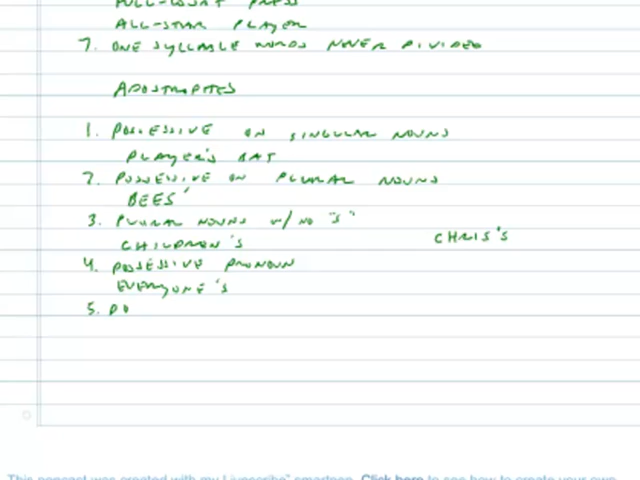 FULL-COURT PRESS
ALL-STAR PLAYER
7. ONE SYLLABLE WORDS NEVER DIVIDED
APOSTROPHES
1. POSSESSIVE ON SINGULAR NOUNS
PLAYER'S BAT
2. POSSESSIVE ON PLURAL NOUNS
BEES'
3. PLURAL NOUNS W/ NO "S"
CHILDREN'S CHRIS'S
4. POSSESSIVE PRONOUN
EVERYONE'S
5. PO
This podcast was created with my Livescribe™ smartpen. Click here to see how to create your own.